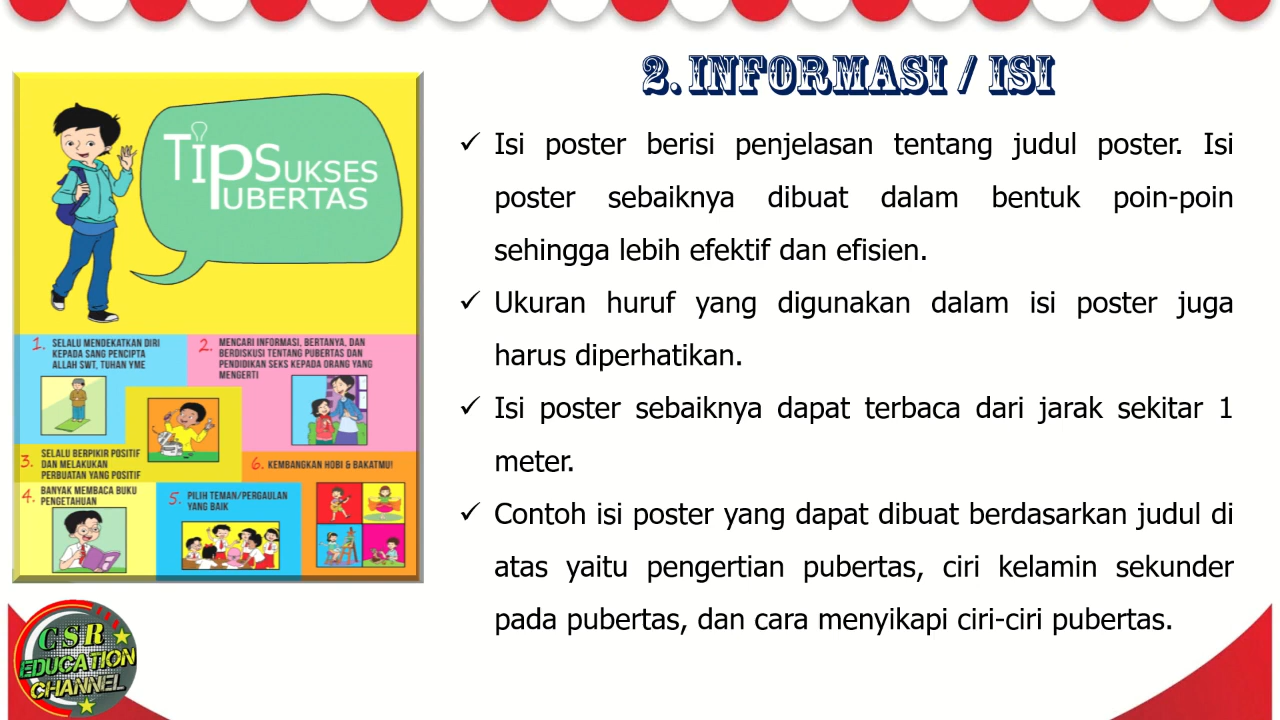 2. INFORMASI / ISI
Isi poster berisi penjelasan tentang judul poster. Isi
poster sebaiknya dibuat dalam bentuk poin-poin
sehingga lebih efektif dan efisien.
Ukuran huruf yang digunakan dalam isi poster juga
harus diperhatikan.
Isi poster sebaiknya dapat terbaca dari jarak sekitar 1
meter.
Contoh isi poster yang dapat dibuat berdasarkan judul di
atas yaitu pengertian pubertas, ciri kelamin sekunder
pada pubertas, dan cara menyikapi ciri-ciri pubertas.
TIPSUKSES
PUBERTAS
1. SELALU MENDEKATKAN DIRI
KEPADA SANG PENCIPTA
ALLAH SWT, TUHAN YME
2. MENCARI INFORMASI, BERTANYA, DAN
BERDISKUSI TENTANG PUBERTAS DAN
PENDIDIKAN SEKS KEPADA ORANG YANG
MENGERTI
3. SELALU BERPIKIR POSITIF
DAN MELAKUKAN
PERBUATAN YANG POSITIF
4. BANYAK MEMBACA BUKU
PENGETAHUAN
5. PILIH TEMAN/PERGAULAN
YANG BAIK
6. KEMBANGKAN HOBI & BAKATMU!
CSR
EDUCATION
CHANNEL